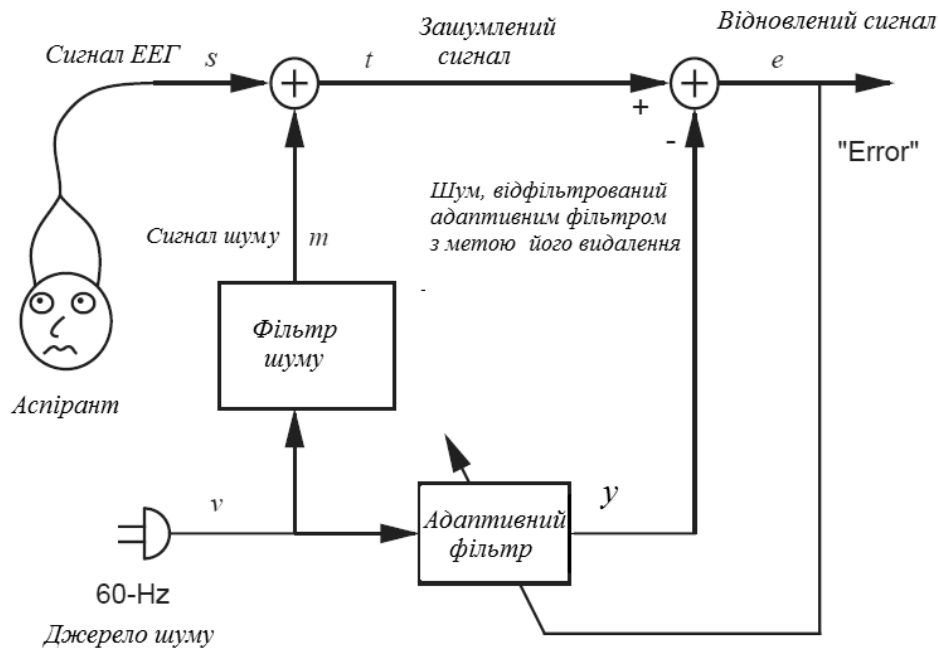 Відновлений сигнал
Зашумлений
сигнал
Сигнал ЕЕГ
s
t
e
+
+
+
-
"Error"
Шум, відфільтрований
адаптивним фільтром
з метою його видалення
Сигнал шуму
m
Фільтр
шуму
Аспірант
v
y
Адаптивний
фільтр
60-Hz
Джерело шуму